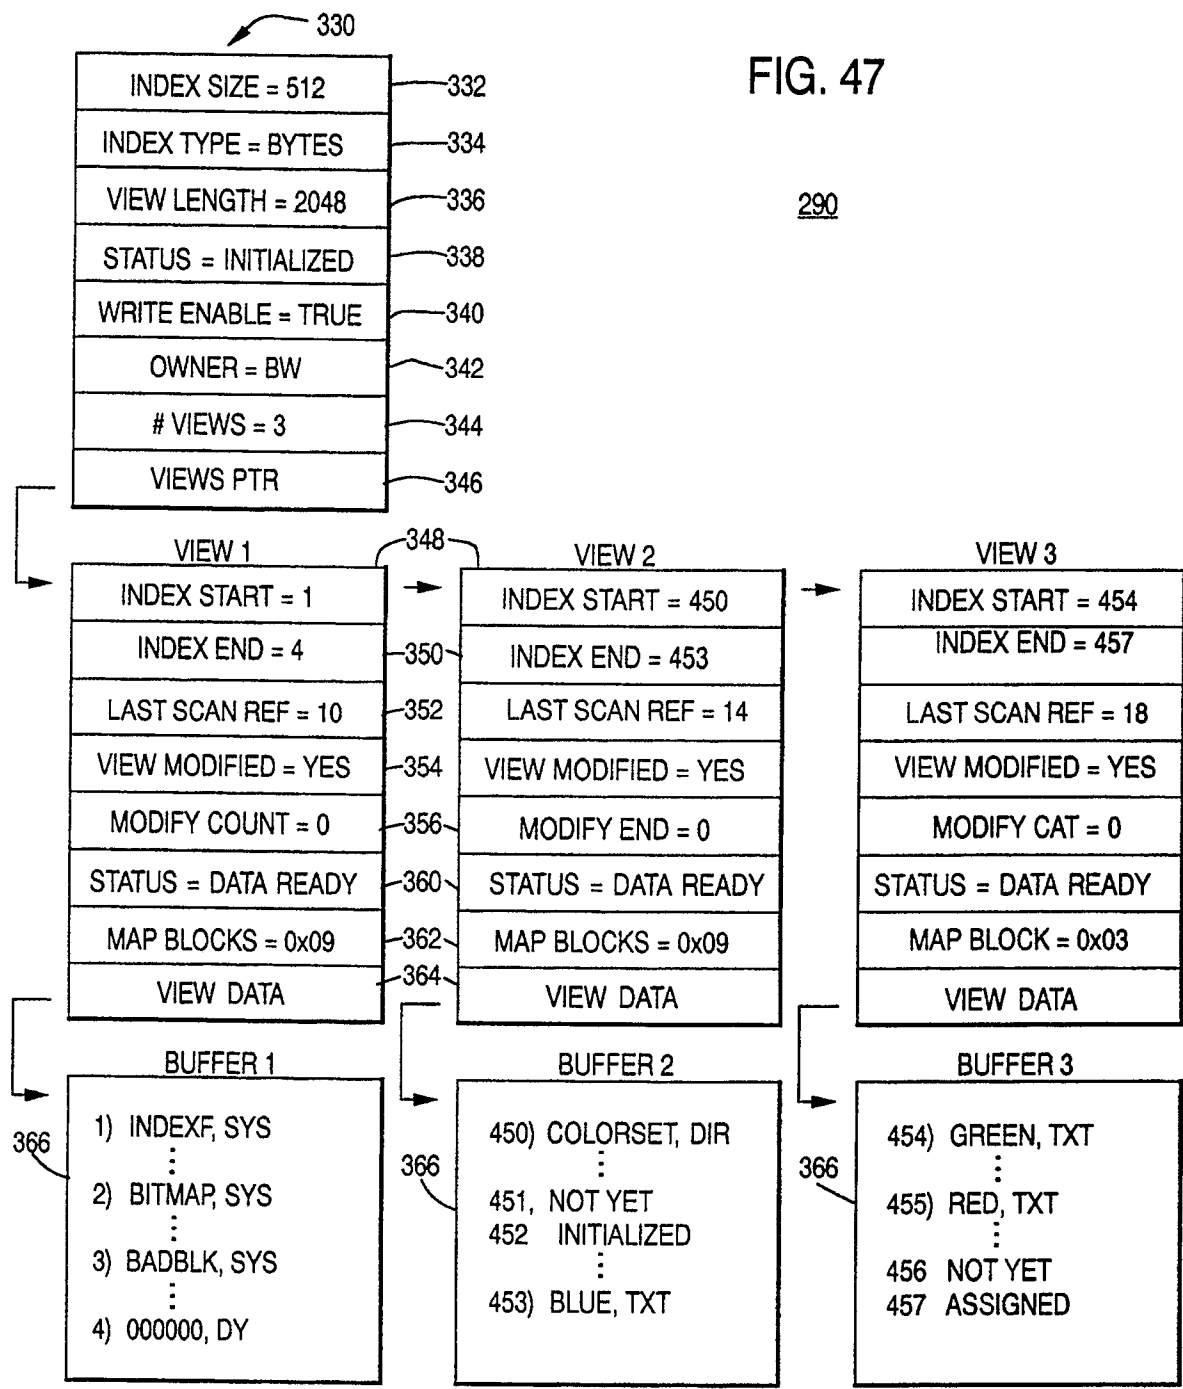 330
FIG. 47
290
INDEX SIZE = 512
332
INDEX TYPE = BYTES
334
VIEW LENGTH = 2048
336
STATUS = INITIALIZED
338
WRITE ENABLE = TRUE
340
OWNER = BW
342
# VIEWS = 3
344
VIEWS PTR
346
348
VIEW 1
INDEX START = 1
INDEX END = 4
LAST SCAN REF = 10
VIEW MODIFIED = YES
MODIFY COUNT = 0
STATUS = DATA READY
MAP BLOCKS = 0x09
VIEW DATA
350
352
354
356
360
362
364
VIEW 2
INDEX START = 450
INDEX END = 453
LAST SCAN REF = 14
VIEW MODIFIED = YES
MODIFY END = 0
STATUS = DATA READY
MAP BLOCKS = 0x09
VIEW DATA
VIEW 3
INDEX START = 454
INDEX END = 457
LAST SCAN REF = 18
VIEW MODIFIED = YES
MODIFY CAT = 0
STATUS = DATA READY
MAP BLOCK = 0x03
VIEW DATA
BUFFER 1
366
1) INDEXF, SYS
2) BITMAP, SYS
3) BADBLK, SYS
4) 000000, DY
BUFFER 2
366
450) COLORSET, DIR
451, NOT YET
452 INITIALIZED
453) BLUE, TXT
BUFFER 3
366
454) GREEN, TXT
455) RED, TXT
456 NOT YET
457 ASSIGNED